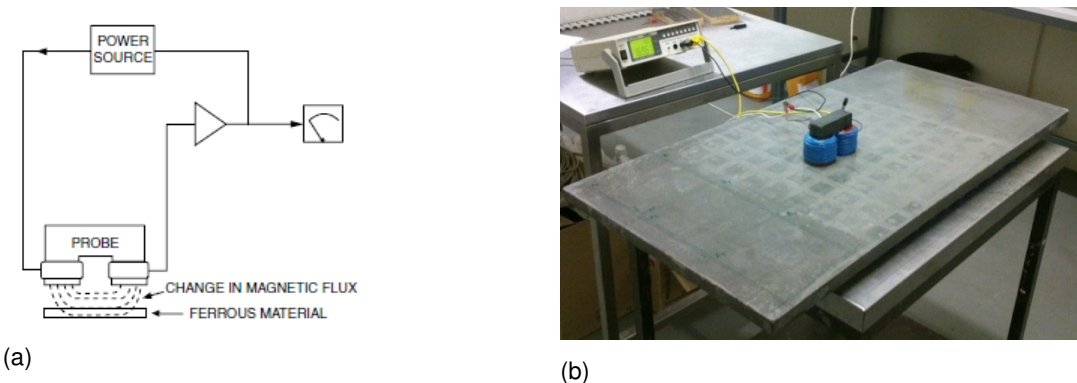 POWER
SOURCE
PROBE
CHANGE IN MAGNETIC FLUX
FERROUS MATERIAL
(a)
(b)